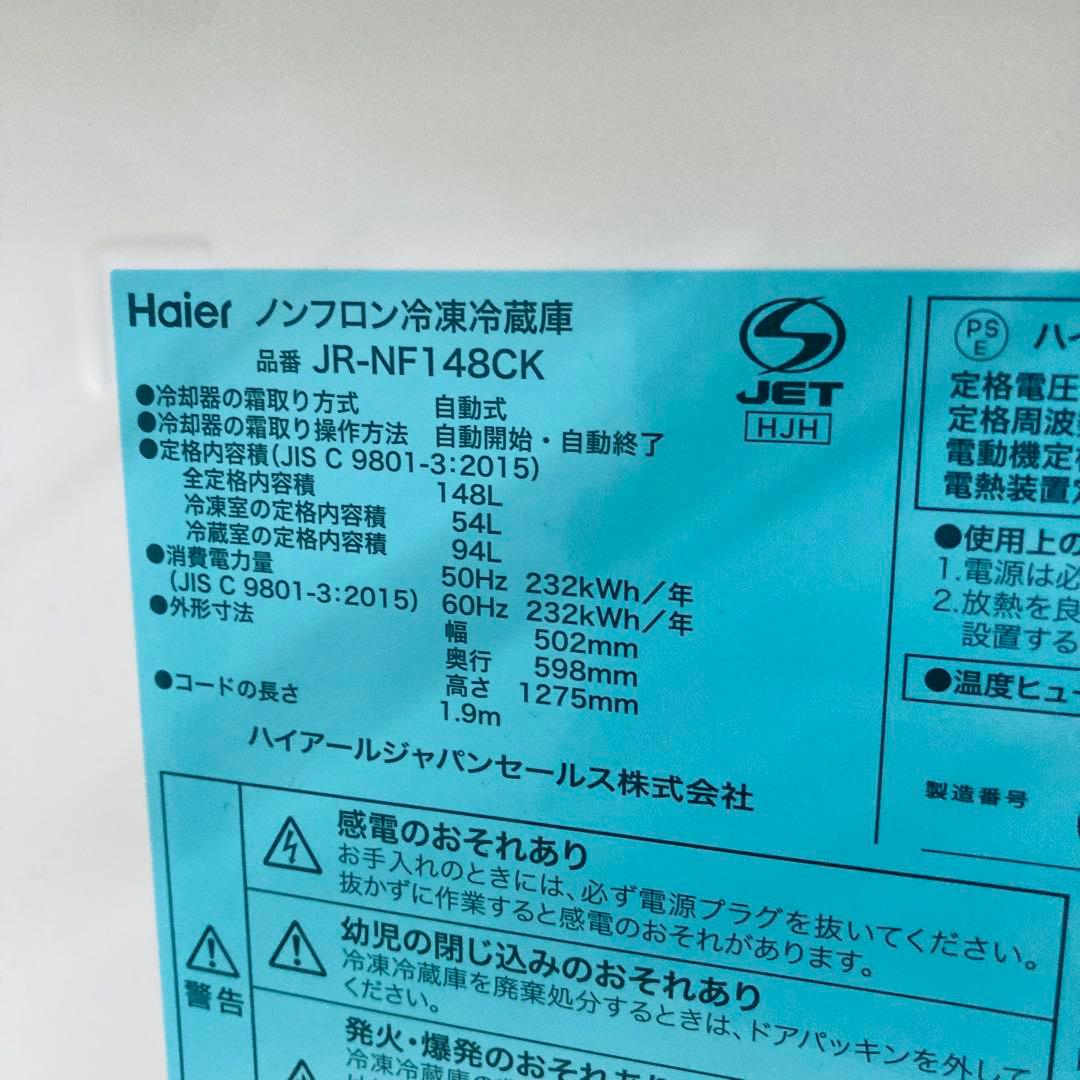 Haier ノンフロン冷凍冷蔵庫
品番 JR-NF148CK
●冷却器の霜取り方式 自動式
●冷却器の霜取り操作方法 自動開始・自動終了
●定格内容積(JIS C 9801-3:2015)
全定格内容積 148L
冷凍室の定格内容積 54L
冷蔵室の定格内容積 94L
●消費電力量 50Hz 232kWh/年
(JIS C 9801-3:2015) 60Hz 232kWh/年
●外形寸法 幅 502mm
奥行 598mm
高さ 1275mm
●コードの長さ 1.9m
ハイアールジャパンセールス株式会社
JET
HJH
PS
E
ハイ
定格電圧
定格周波
電動機定格
電熱装置定
●使用上の
1.電源は必
2.放熱を良
設置する
●温度ヒュー
製造番号
警告
感電のおそれあり
お手入れのときには、必ず電源プラグを抜いてください。
抜かずに作業すると感電のおそれがあります。
幼児の閉じ込みのおそれあり
冷凍冷蔵庫を廃棄処分するときは、ドアパッキンを外して
ください。
発火・爆発のおそれあり
冷凍冷蔵庫の